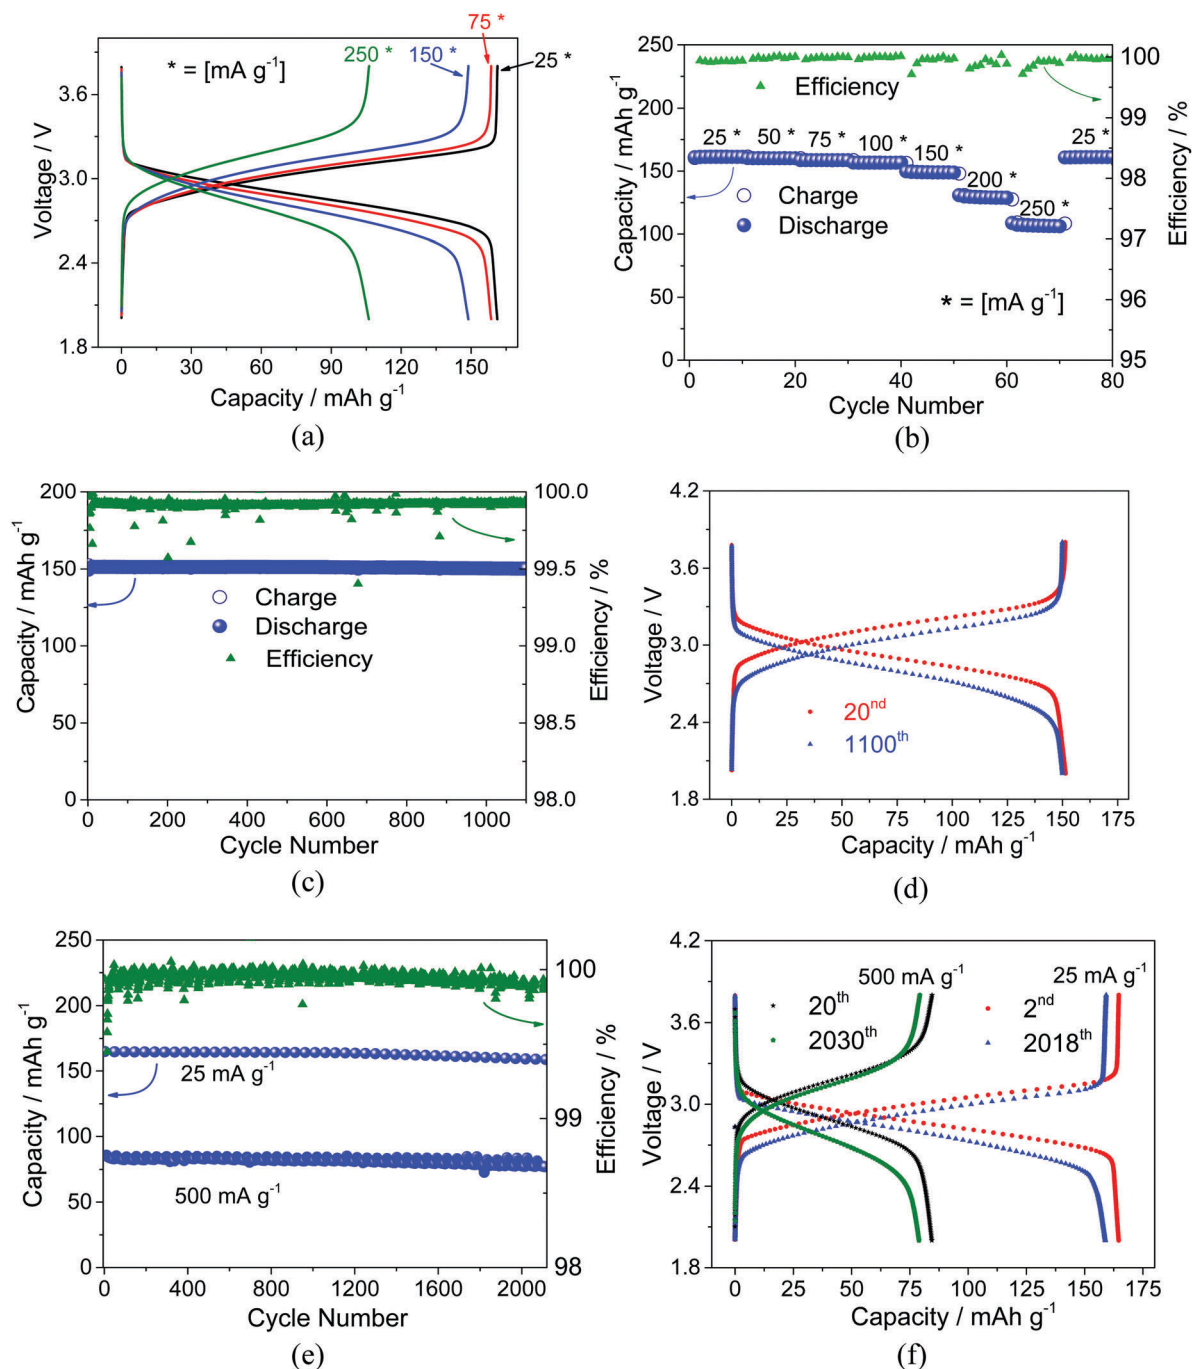 75 *
250 *
150 *
25 *
* = [mA g⁻¹]
3.6
3.0
2.4
1.8
Voltage / V
0
30
60
90
120
150
Capacity / mAh g⁻¹
(a)
250
200
150
100
50
0
Capacity / mAh g⁻¹
Efficiency
25 *
50 *
75 *
100 *
150 *
200 *
250 *
25 *
Charge
Discharge
* = [mA g⁻¹]
100
99
98
97
96
95
Efficiency / %
0
20
40
60
80
Cycle Number
(b)
200
150
100
50
0
Capacity / mAh g⁻¹
Charge
Discharge
Efficiency
100.0
99.5
99.0
98.5
98.0
Efficiency / %
0
200
400
600
800
1000
Cycle Number
(c)
4.2
3.6
3.0
2.4
1.8
Voltage / V
20ⁿᵈ
1100ᵗʰ
0
25
50
75
100
125
150
175
Capacity / mAh g⁻¹
(d)
250
200
150
100
50
0
Capacity / mAh g⁻¹
25 mA g⁻¹
500 mA g⁻¹
100
99
98
Efficiency / %
0
400
800
1200
1600
2000
Cycle Number
(e)
4.2
3.6
3.0
2.4
1.8
Voltage / V
500 mA g⁻¹
25 mA g⁻¹
20ᵗʰ
2030ᵗʰ
2ⁿᵈ
2018ᵗʰ
0
25
50
75
100
125
150
175
Capacity / mAh g⁻¹
(f)